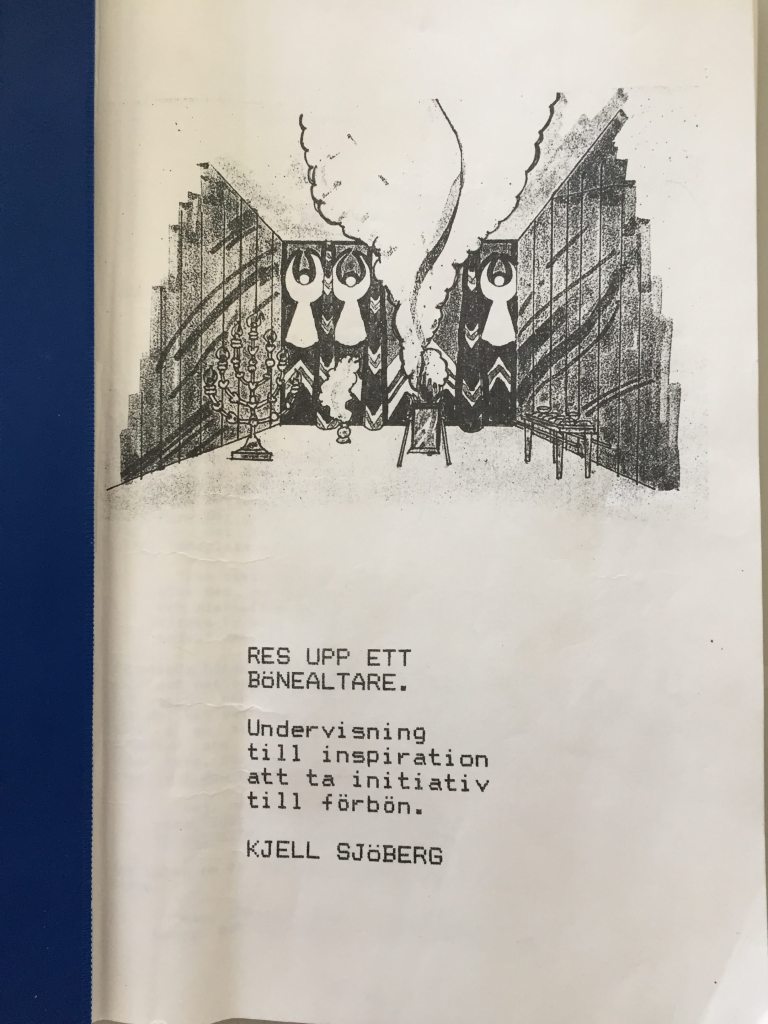 RES UPP ETT
BöNEALTARE.
Undervisning
till inspiration
att ta initiativ
till förbön.
KJELL SJöBERG